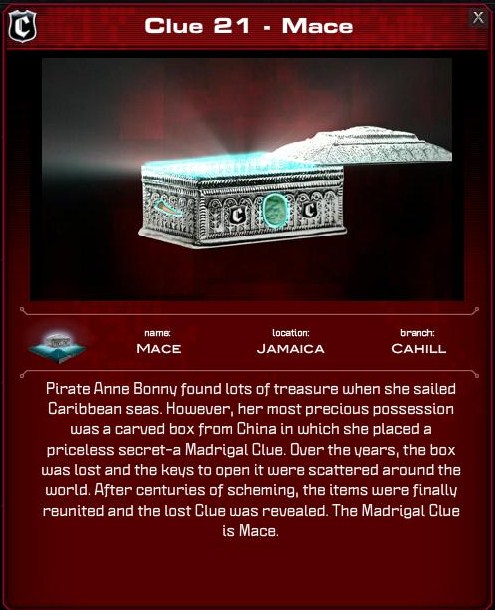 C
X
Clue 21 - Mace
C C
name: location: branch:
Mace Jamaica Cahill
Pirate Anne Bonny found lots of treasure when she sailed
Caribbean seas. However, her most precious possession
was a carved box from China in which she placed a
priceless secret-a Madrigal Clue. Over the years, the box
was lost and the keys to open it were scattered around the
world. After centuries of scheming, the items were finally
reunited and the lost Clue was revealed. The Madrigal Clue
is Mace.